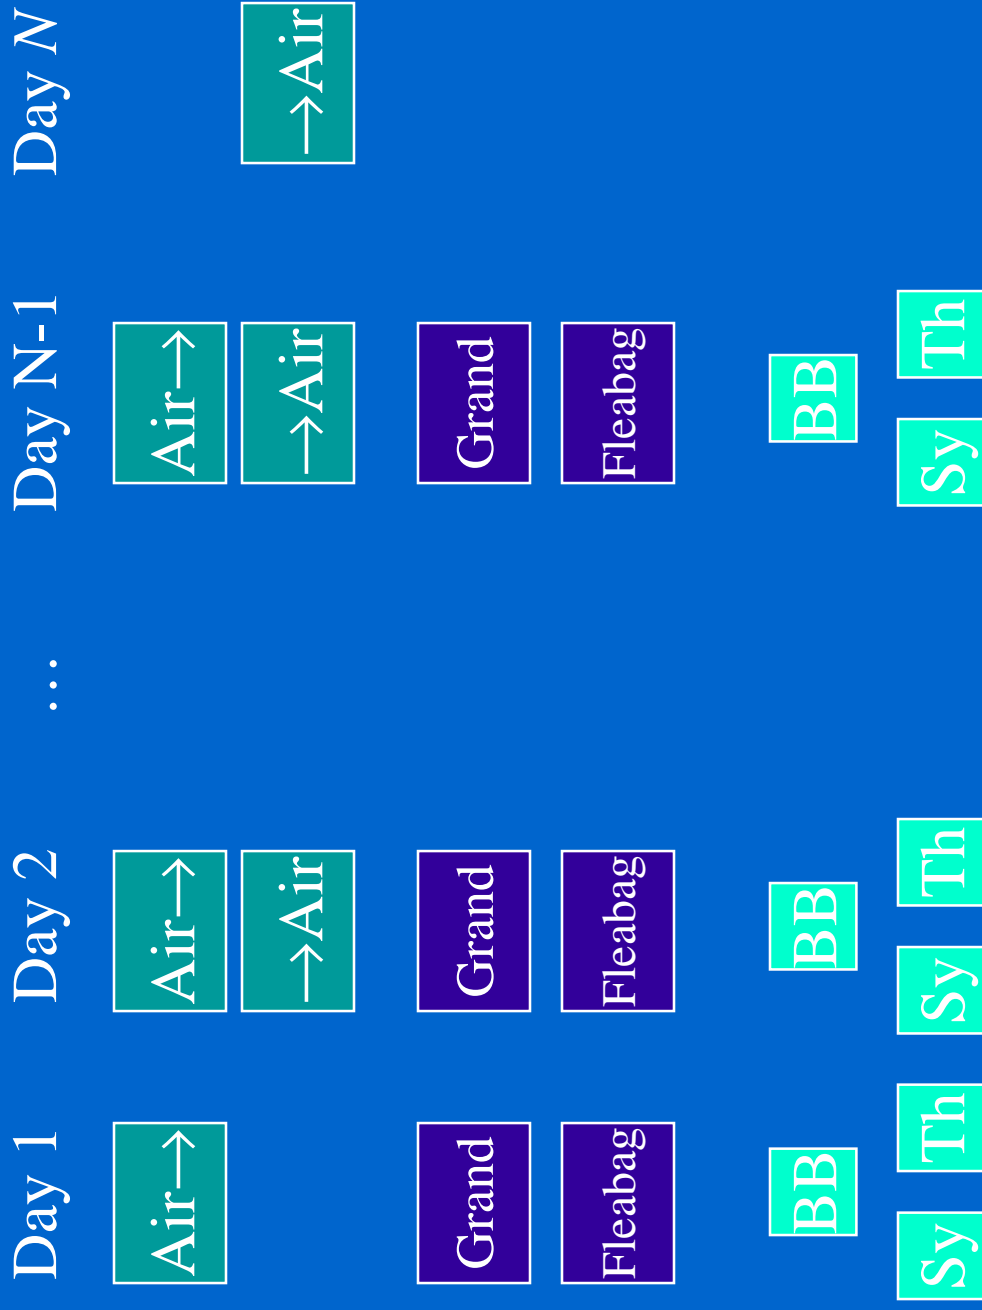 Day 1 Day 2 … Day N-1 Day N
Air→ Air→ Air→
→Air →Air →Air
Grand Grand Grand
Fleabag Fleabag Fleabag
BB BB BB
Sy Th Sy Th Sy Th